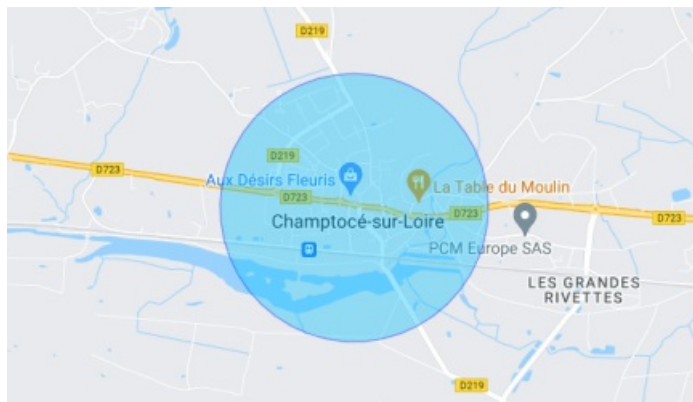 D219
D219
D723
Aux Désirs Fleuris
La Table du Moulin
D723
D723
D723
Champtocé-sur-Loire
PCM Europe SAS
LES GRANDES
RIVETTES
D219